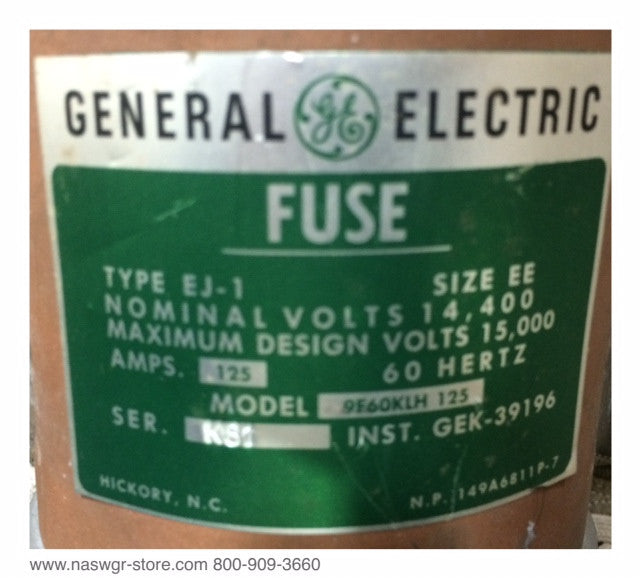 GENERAL GE ELECTRIC
FUSE
TYPE EJ-1 SIZE EE
NOMINAL VOLTS 14,400
MAXIMUM DESIGN VOLTS 15,000
AMPS. 125 60 HERTZ
MODEL 9F60KLH 125
SER. INST. GEK-39196
HICKORY, N.C. N.P. 149A6811P-7
www.naswgr-store.com 800-909-3660